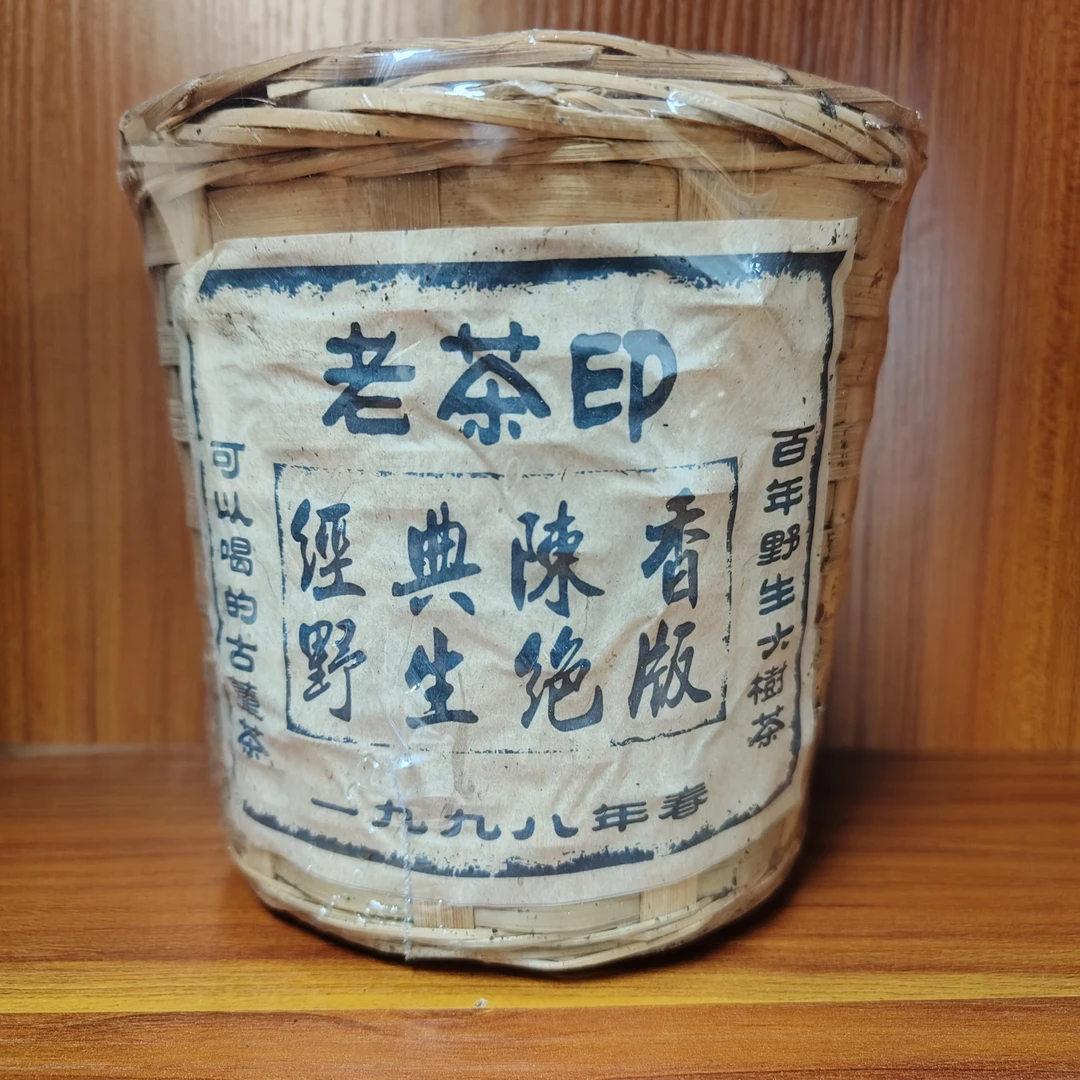 老茶印
經典陳香
野生絕版
百年野生大樹茶
可以喝的古董茶
一九九八年春